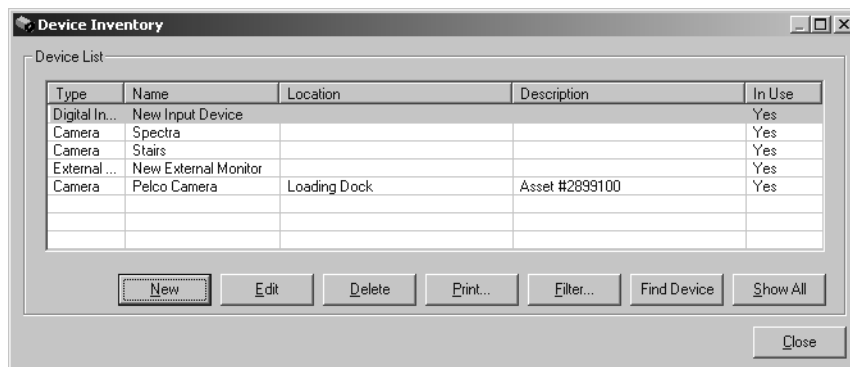 Device Inventory
Device List
Type Name Location Description In Use
Digital In... New Input Device Yes
Camera Spectra Yes
Camera Stairs Yes
External ... New External Monitor Yes
Camera Pelco Camera Loading Dock Asset #2899100 Yes
New Edit Delete Print... Filter... Find Device Show All
Close